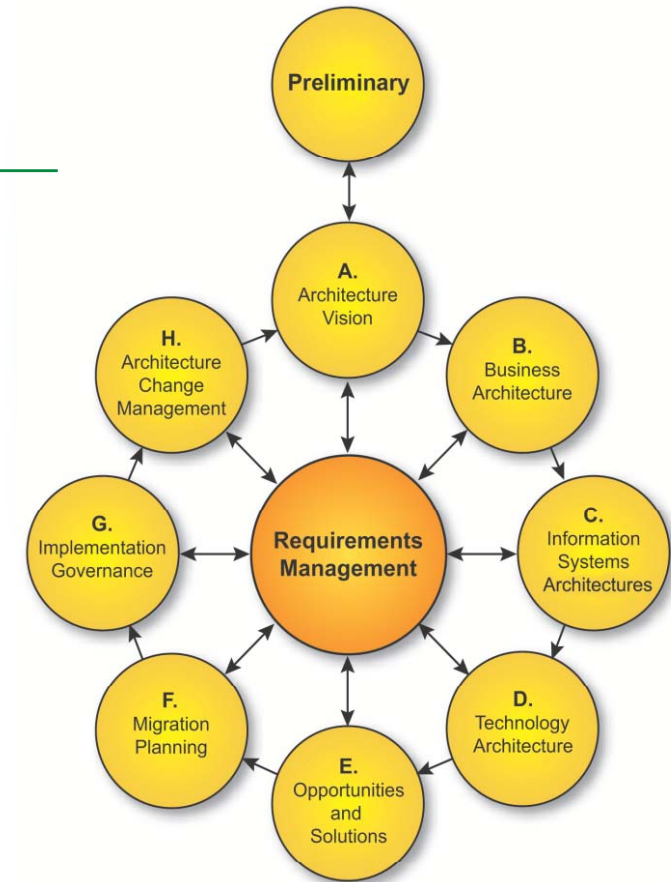 Preliminary
A.
Architecture
Vision
B.
Business
Architecture
C.
Information
Systems
Architectures
D.
Technology
Architecture
E.
Opportunities
and
Solutions
F.
Migration
Planning
G.
Implementation
Governance
H.
Architecture
Change
Management
Requirements
Management